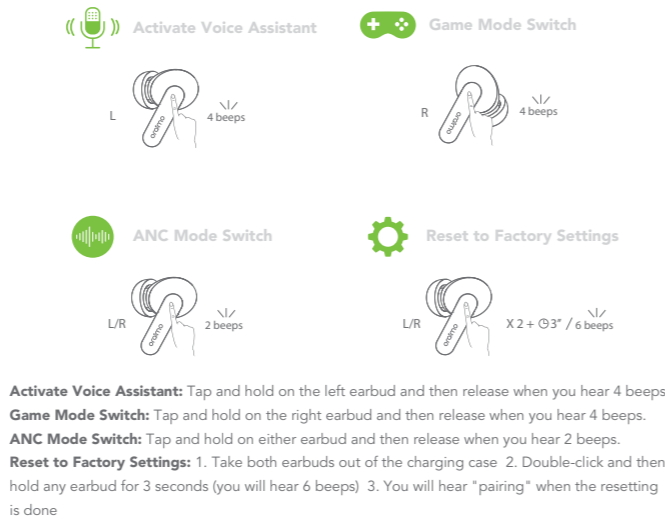 Activate Voice Assistant
Game Mode Switch
L
oraimo
4 beeps
R
oraimo
4 beeps
ANC Mode Switch
Reset to Factory Settings
L/R
oraimo
2 beeps
L/R
oraimo
X 2 + 3" / 6 beeps
Activate Voice Assistant: Tap and hold on the left earbud and then release when you hear 4 beeps
Game Mode Switch: Tap and hold on the right earbud and then release when you hear 4 beeps.
ANC Mode Switch: Tap and hold on either earbud and then release when you hear 2 beeps.
Reset to Factory Settings: 1. Take both earbuds out of the charging case 2. Double-click and then
hold any earbud for 3 seconds (you will hear 6 beeps) 3. You will hear "pairing" when the resetting
is done